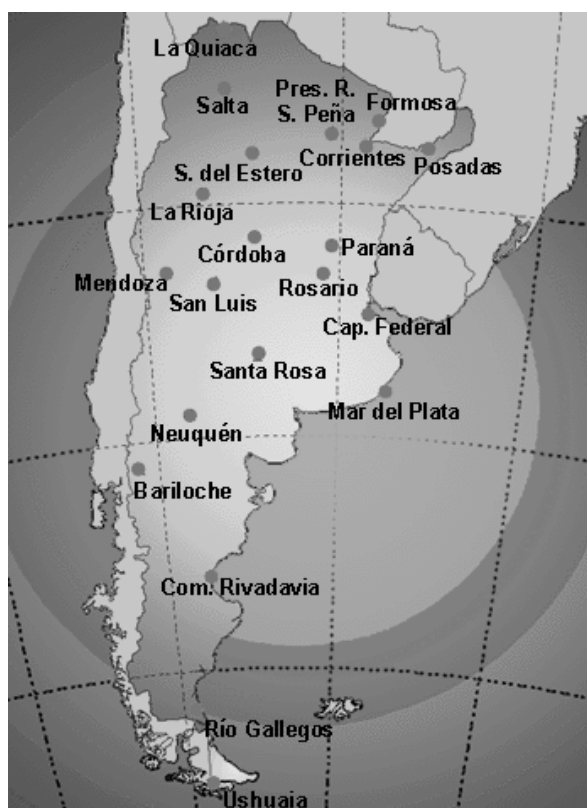 La Quiaca
Salta
Pres. R.
S. Peña
Formosa
Corrientes
Posadas
S. del Estero
La Rioja
Córdoba
Paraná
Mendoza
San Luis
Rosario
Cap. Federal
Santa Rosa
Mar del Plata
Neuquén
Bariloche
Com. Rivadavia
Río Gallegos
Ushuaia